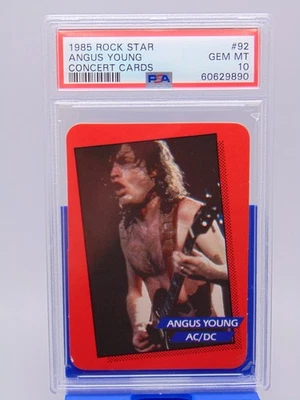 1985 ROCK STAR #92
ANGUS YOUNG GEM MT
CONCERT CARDS 10
PSA 60629890
ANGUS YOUNG
AC/DC